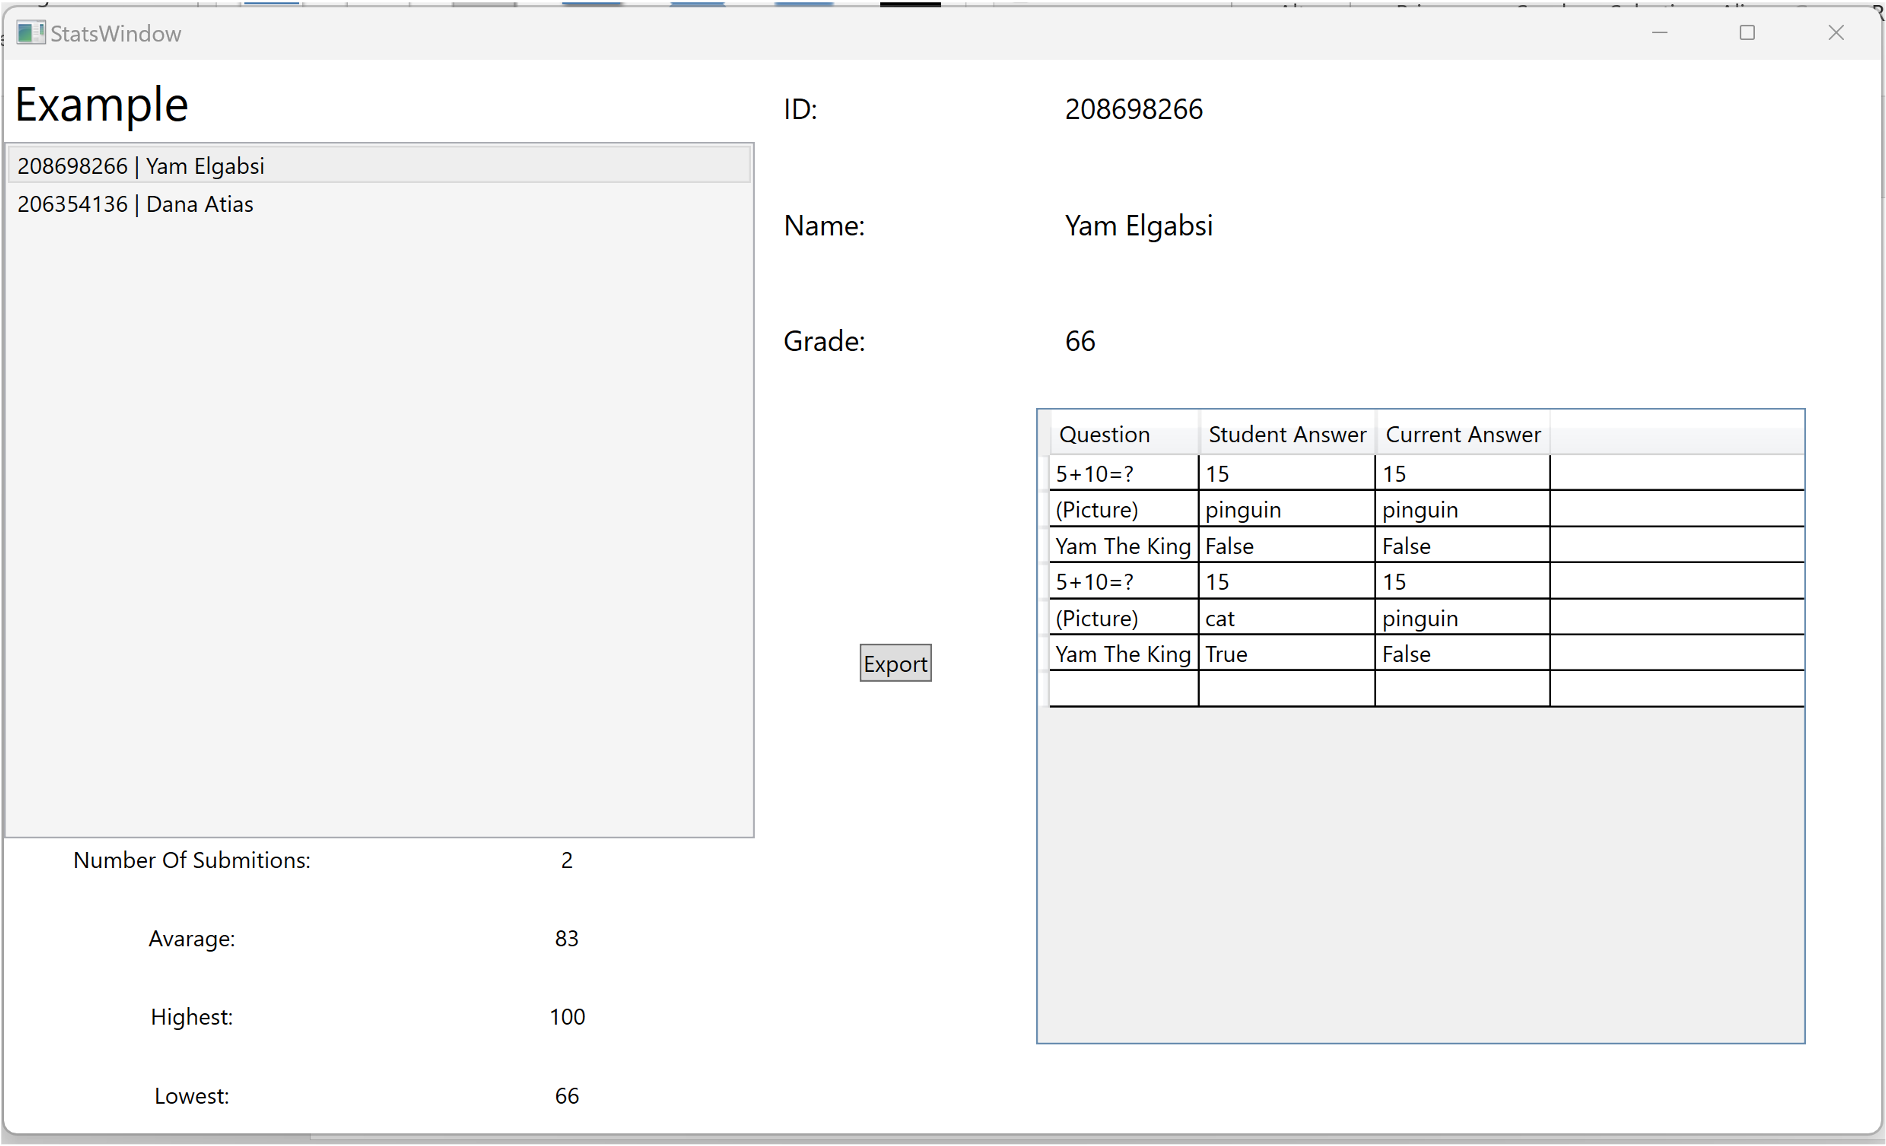 StatsWindow
Example
208698266 | Yam Elgabsi
206354136 | Dana Atias
Number Of Submitions: 2
Avarage: 83
Highest: 100
Lowest: 66
ID: 208698266
Name: Yam Elgabsi
Grade: 66
Export
Question Student Answer Current Answer
5+10=? 15 15
(Picture) pinguin pinguin
Yam The King False False
5+10=? 15 15
(Picture) cat pinguin
Yam The King True False